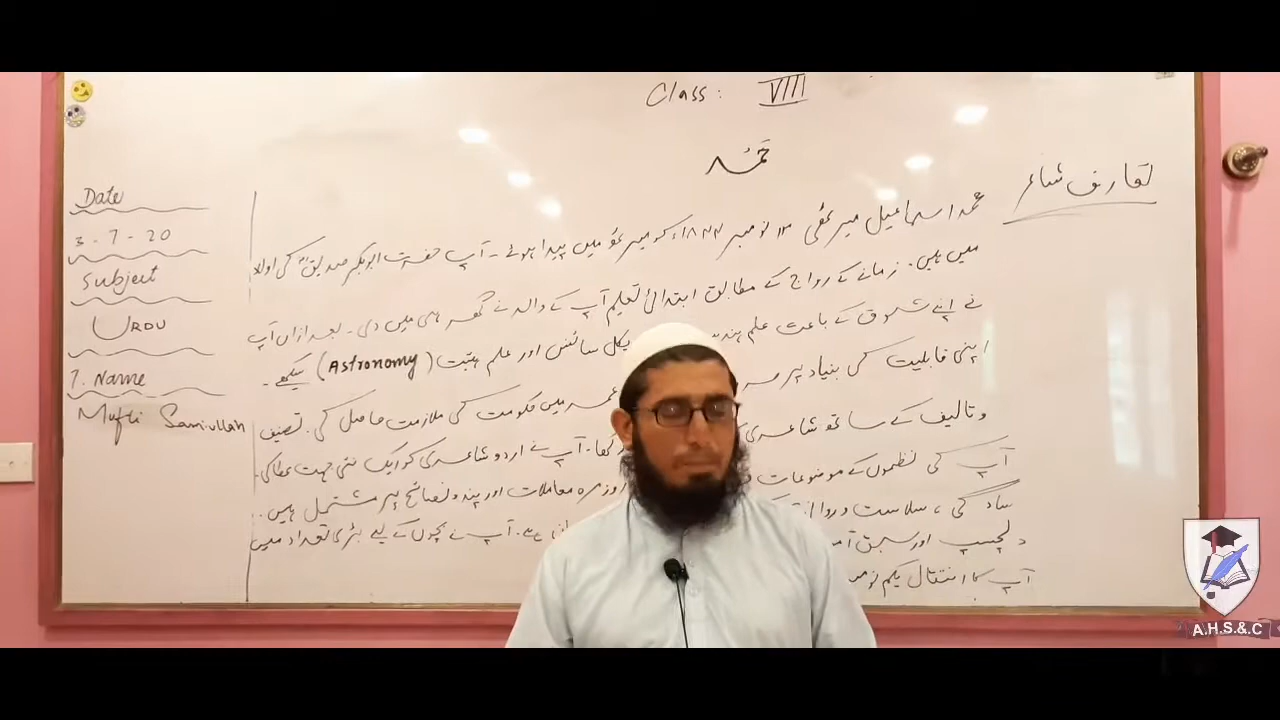 Class: VIII
حمد
تعارف شاعر
Date
3-7-20
Subject
URDU
T. Name
Mufti Samiullah
محمد اسماعیل میرٹھی ۱۲ نومبر ۱۸۴۴ء کو میرٹھ میں پیدا ہوئے۔ آپ حضرت ابوبکر صدیقؓ کی اولاد
میں ہیں۔ زمانے کے رواج کے مطابق ابتدائی تعلیم آپ کے والد نے گھر ہی میں دی۔ بعد ازاں آپ
نے اپنے شوق کے باعث علم ہندسہ یکل سائنس اور علم ہیئت (Astronomy) سیکھے۔
اپنی قابلیت کی بنیاد پر عمر میں حکومت کی ملازمت حاصل کی۔ تصنیف
و تالیف کے ساتھ شاعری رکھا۔ آپ نے اردو شاعری کو ایک نئی جہت عطا کی۔
آپ کی نظموں کے موضوعات روزمرہ معاملات اور پند و نصائح پر مشتمل ہیں۔
سادگی، سلاست و روانی ہے۔ آپ نے بچوں کے لیے بڑی تعداد میں
دلچسپ اور سبق آموز
آپ کا انتقال یکم نومبر
A.H.S.& C